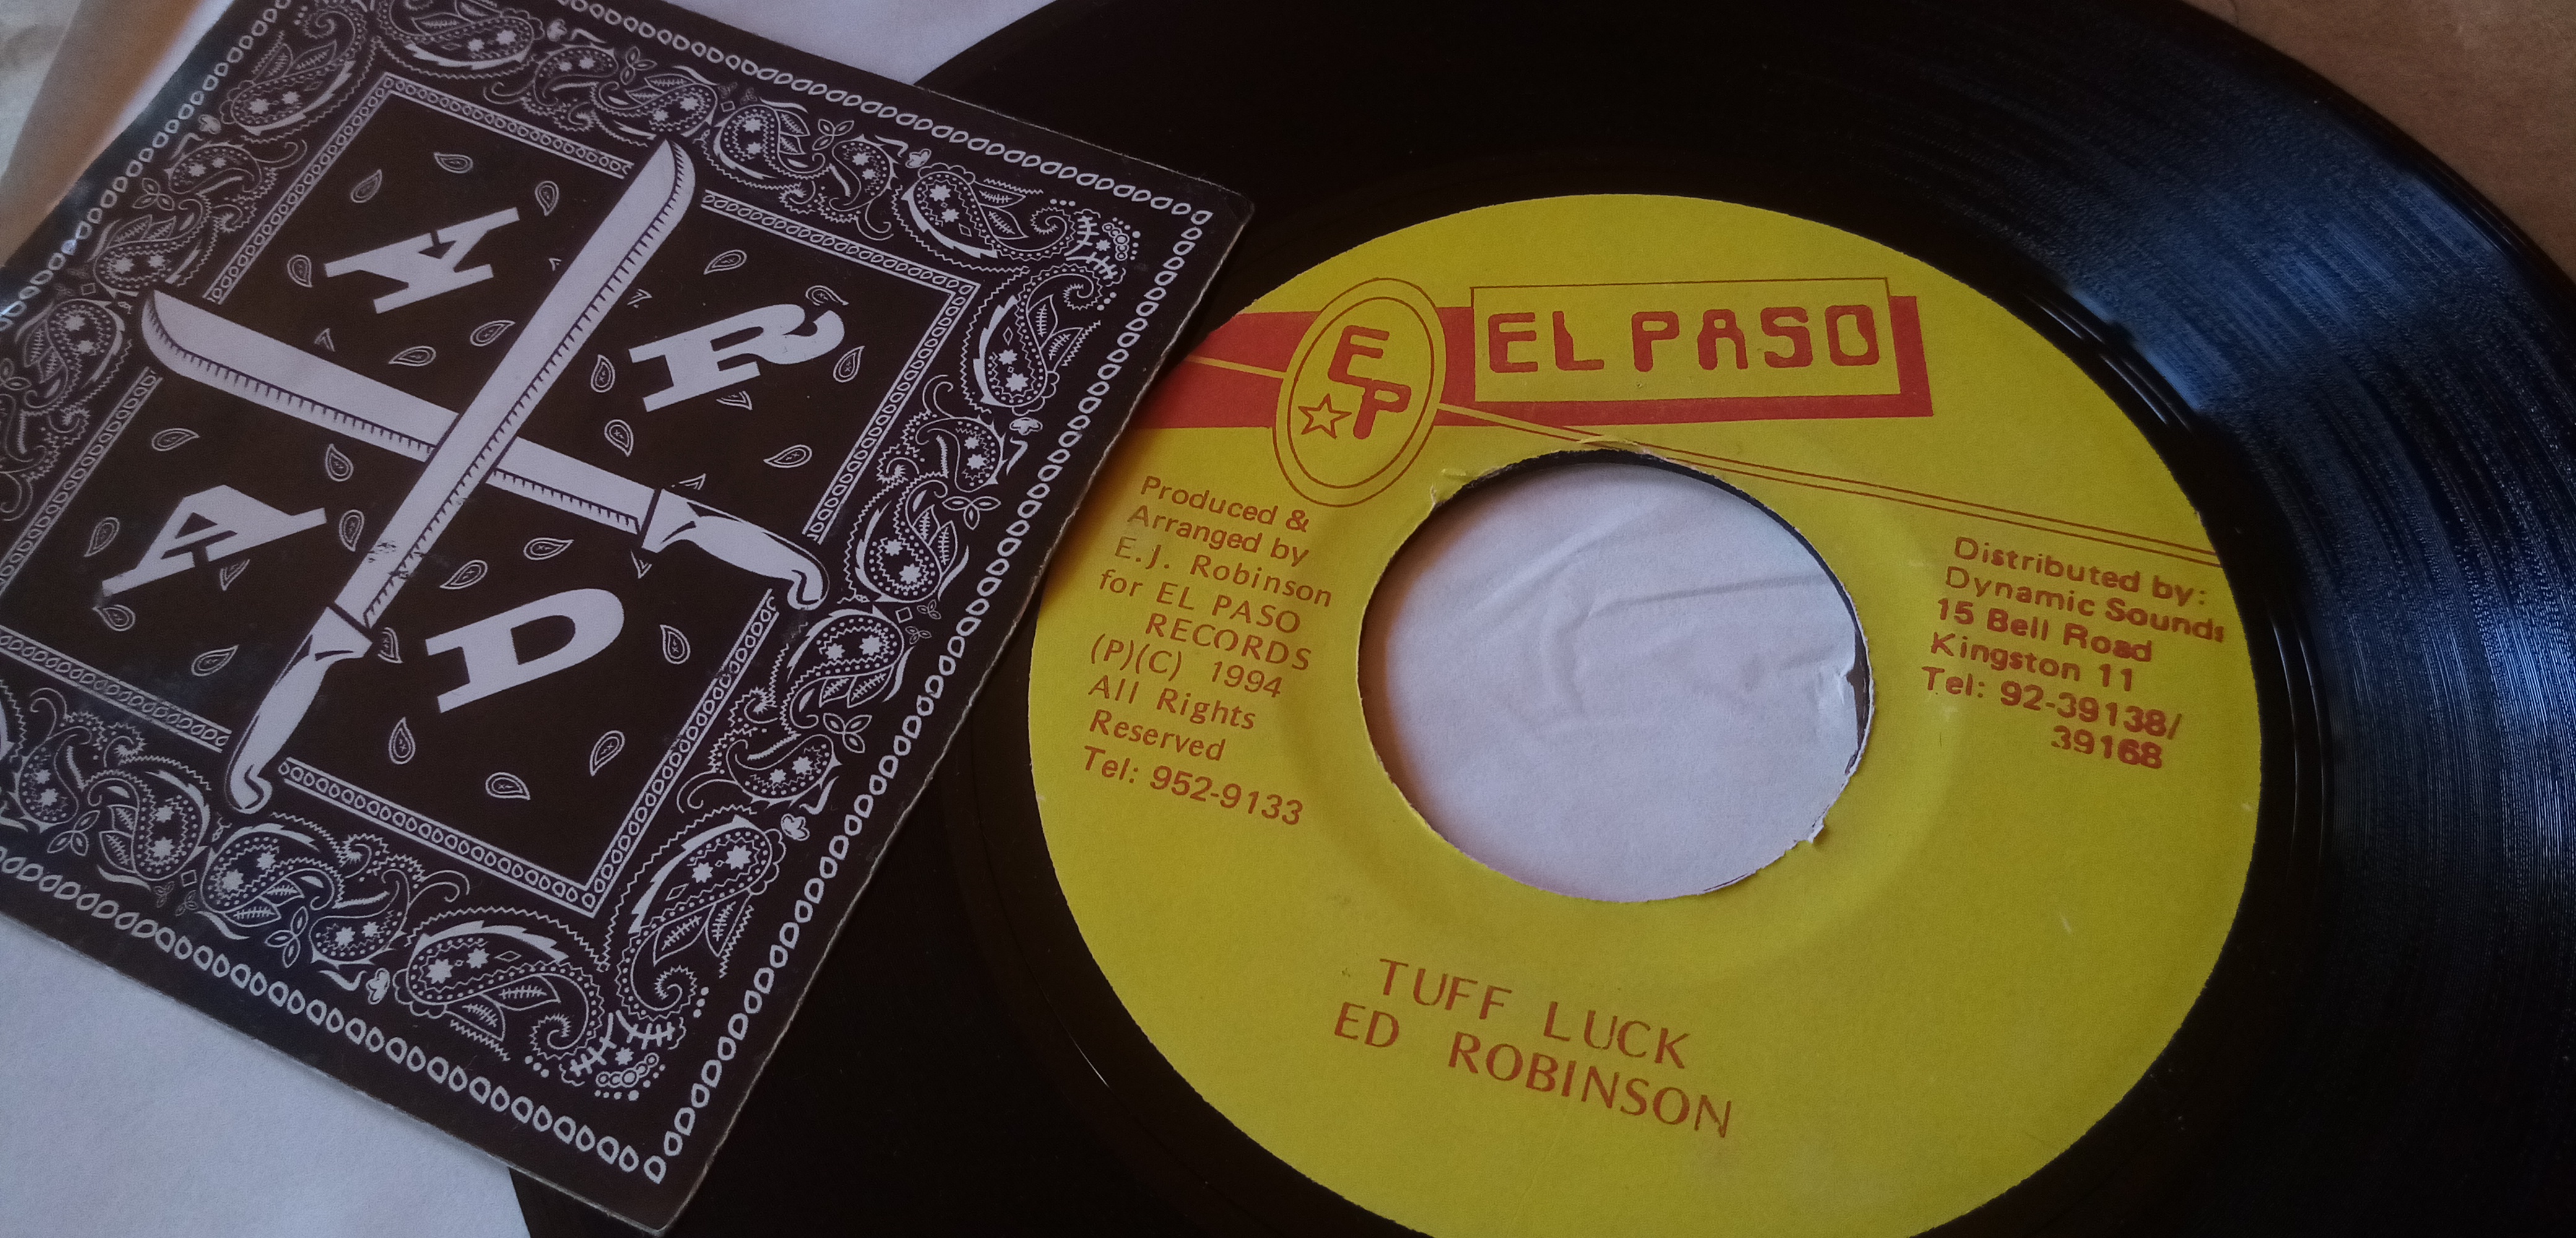 A R
A D
EP
EL PASO
Produced &
Arranged by
E.J. Robinson
for EL PASO
RECORDS
(P)(C) 1994
All Rights
Reserved
Tel: 952-9133
Distributed by:
Dynamic Sounds
15 Bell Road
Kingston 11
Tel: 92-39138/
39168
TUFF LUCK
ED ROBINSON